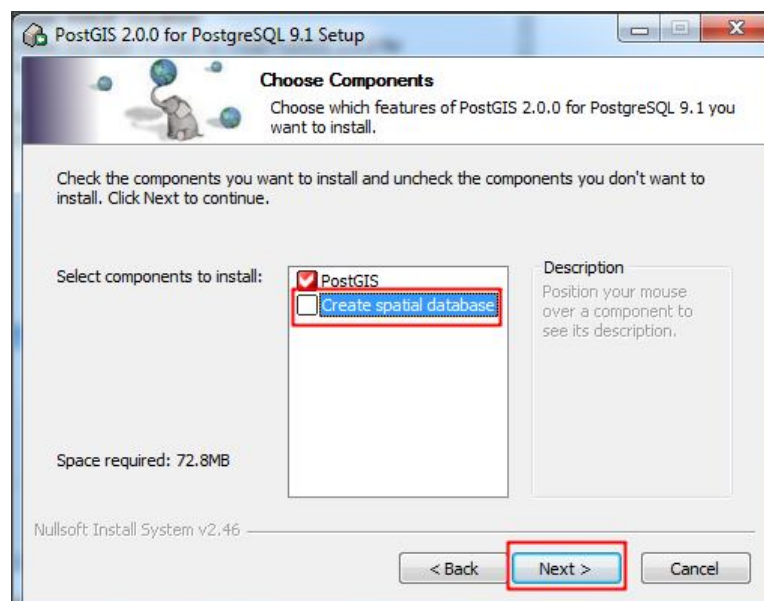 PostGIS 2.0.0 for PostgreSQL 9.1 Setup
Choose Components
Choose which features of PostGIS 2.0.0 for PostgreSQL 9.1 you
want to install.
Check the components you want to install and uncheck the components you don't want to
install. Click Next to continue.
Select components to install:
PostGIS
Create spatial database
Description
Position your mouse
over a component to
see its description.
Space required: 72.8MB
Nullsoft Install System v2.46
< Back
Next >
Cancel